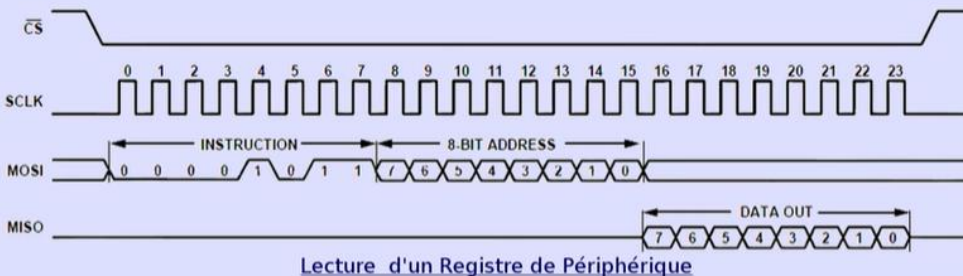 CS
0 1 2 3 4 5 6 7 8 9 10 11 12 13 14 15 16 17 18 19 20 21 22 23
SCLK
INSTRUCTION 8-BIT ADDRESS
MOSI 0 0 0 0 1 0 1 1 7 6 5 4 3 2 1 0
DATA OUT
MISO 7 6 5 4 3 2 1 0
Lecture d'un Registre de Périphérique